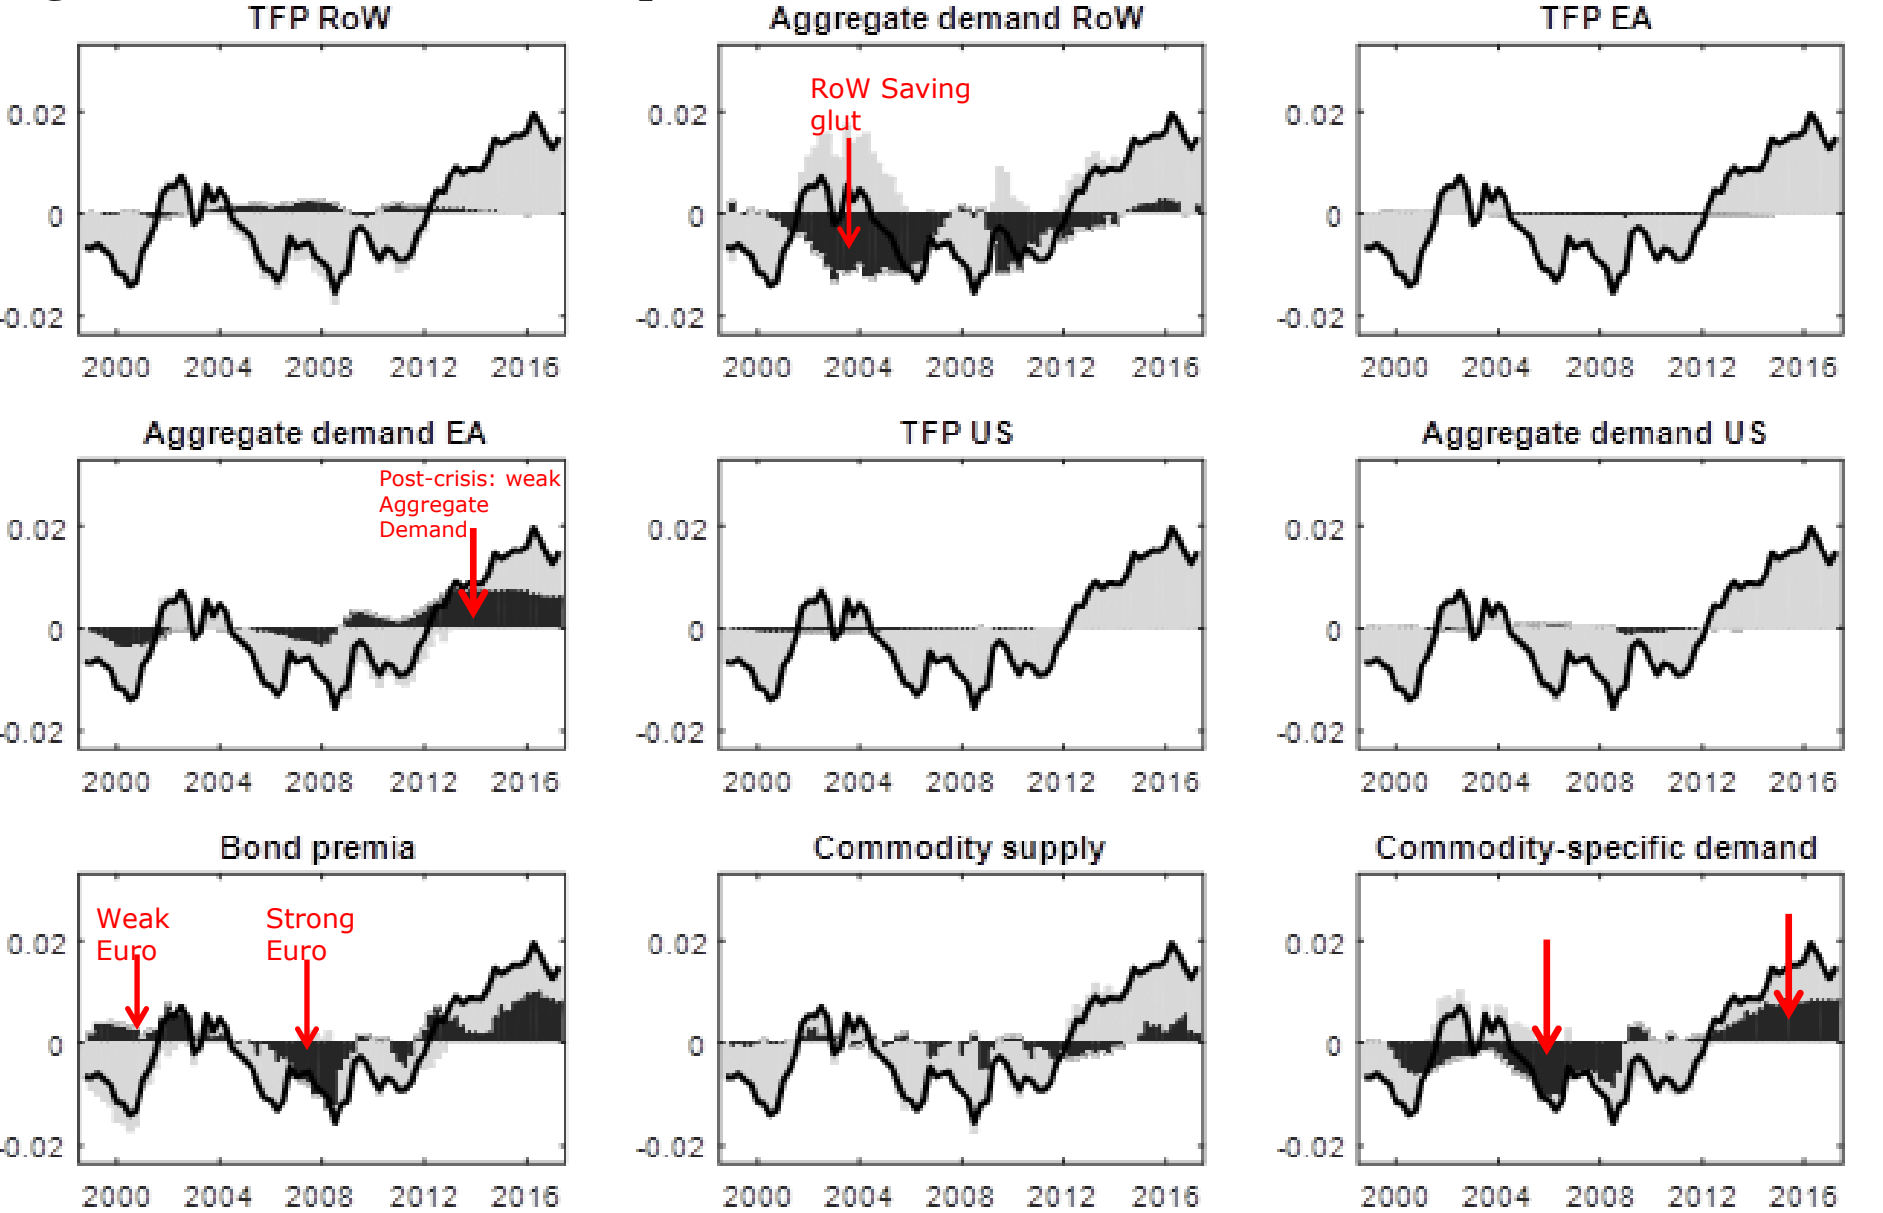 TFP RoW
Aggregate demand RoW
TFP EA
RoW Saving
glut
0.02
0
-0.02
2000 2004 2008 2012 2016
0.02
0
-0.02
2000 2004 2008 2012 2016
0.02
0
-0.02
2000 2004 2008 2012 2016
Aggregate demand EA
TFP US
Aggregate demand US
Post-crisis: weak
Aggregate
Demand
0.02
0
-0.02
2000 2004 2008 2012 2016
0.02
0
-0.02
2000 2004 2008 2012 2016
0.02
0
-0.02
2000 2004 2008 2012 2016
Bond premia
Commodity supply
Commodity-specific demand
Weak
Euro
Strong
Euro
0.02
0
-0.02
2000 2004 2008 2012 2016
0.02
0
-0.02
2000 2004 2008 2012 2016
0.02
0
-0.02
2000 2004 2008 2012 2016